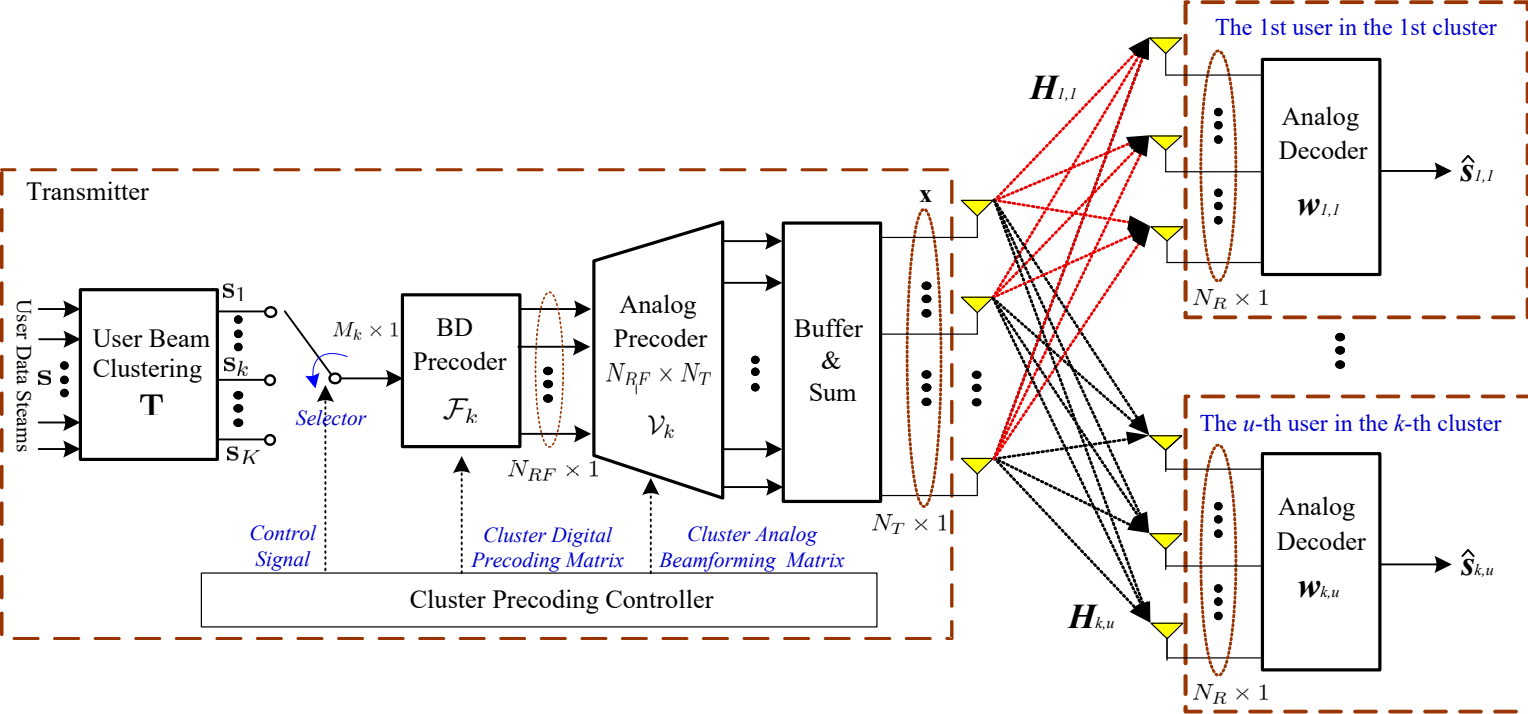 The 1st user in the 1st cluster
H1,1
Analog
Decoder
w1,1
ŝ1,1
NR × 1
Transmitter
x
User Data Steams
s
User Beam
Clustering
T
s1
sk
sK
Selector
Mk × 1
BD
Precoder
Fk
NRF × 1
Analog
Precoder
NRF × NT
Vk
Buffer
&
Sum
NT × 1
Control
Signal
Cluster Digital
Precoding Matrix
Cluster Analog
Beamforming Matrix
Cluster Precoding Controller
The u-th user in the k-th cluster
Hk,u
Analog
Decoder
wk,u
ŝk,u
NR × 1